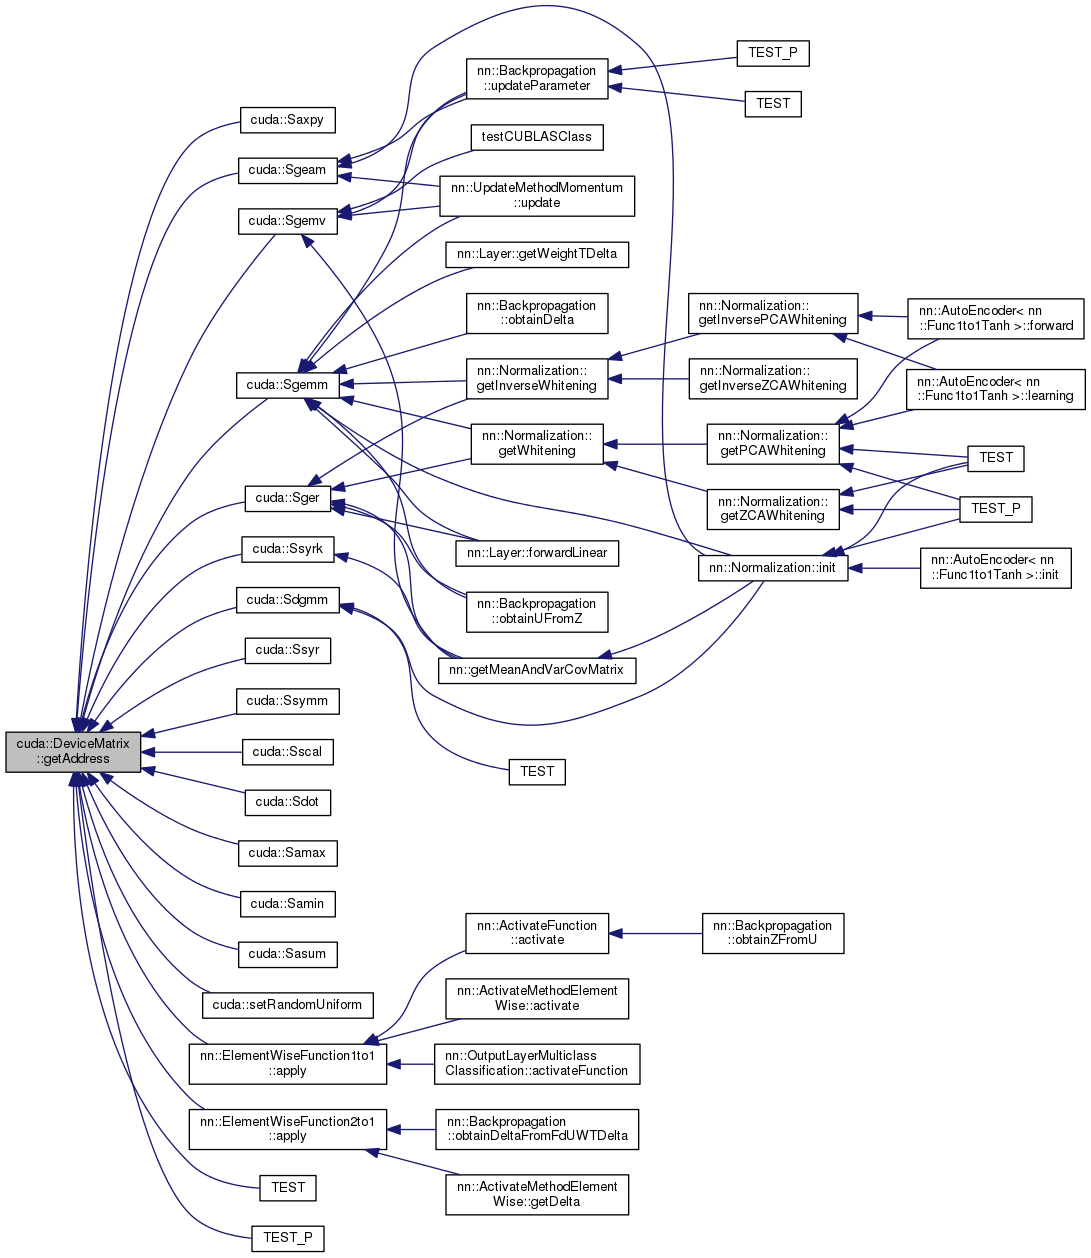 cuda::DeviceMatrix
::getAddress
cuda::Saxpy
cuda::Sgeam
cuda::Sgemv
cuda::Sgemm
cuda::Sger
cuda::Ssyrk
cuda::Sdgmm
cuda::Ssyr
cuda::Ssymm
cuda::Sscal
cuda::Sdot
cuda::Samax
cuda::Samin
cuda::Sasum
cuda::setRandomUniform
nn::ElementWiseFunction1to1
::apply
nn::ElementWiseFunction2to1
::apply
TEST
TEST_P
nn::Backpropagation
::updateParameter
testCUBLASClass
nn::UpdateMethodMomentum
::update
nn::Layer::getWeightTDelta
nn::Backpropagation
::obtainDelta
nn::Normalization::
getInverseWhitening
nn::Normalization::
getWhitening
nn::Layer::forwardLinear
nn::Backpropagation
::obtainUFromZ
nn::getMeanAndVarCovMatrix
TEST
nn::ActivateFunction
::activate
nn::ActivateMethodElement
Wise::activate
nn::OutputLayerMulticlass
Classification::activateFunction
nn::Backpropagation
::obtainDeltaFromFdUWTDelta
nn::ActivateMethodElement
Wise::getDelta
TEST_P
TEST
nn::Normalization::
getInversePCAWhitening
nn::Normalization::
getInverseZCAWhitening
nn::Normalization::
getPCAWhitening
nn::Normalization::
getZCAWhitening
nn::Normalization::init
nn::Backpropagation
::obtainZFromU
nn::AutoEncoder< nn
::Func1to1Tanh >::forward
nn::AutoEncoder< nn
::Func1to1Tanh >::learning
TEST
TEST_P
nn::AutoEncoder< nn
::Func1to1Tanh >::init